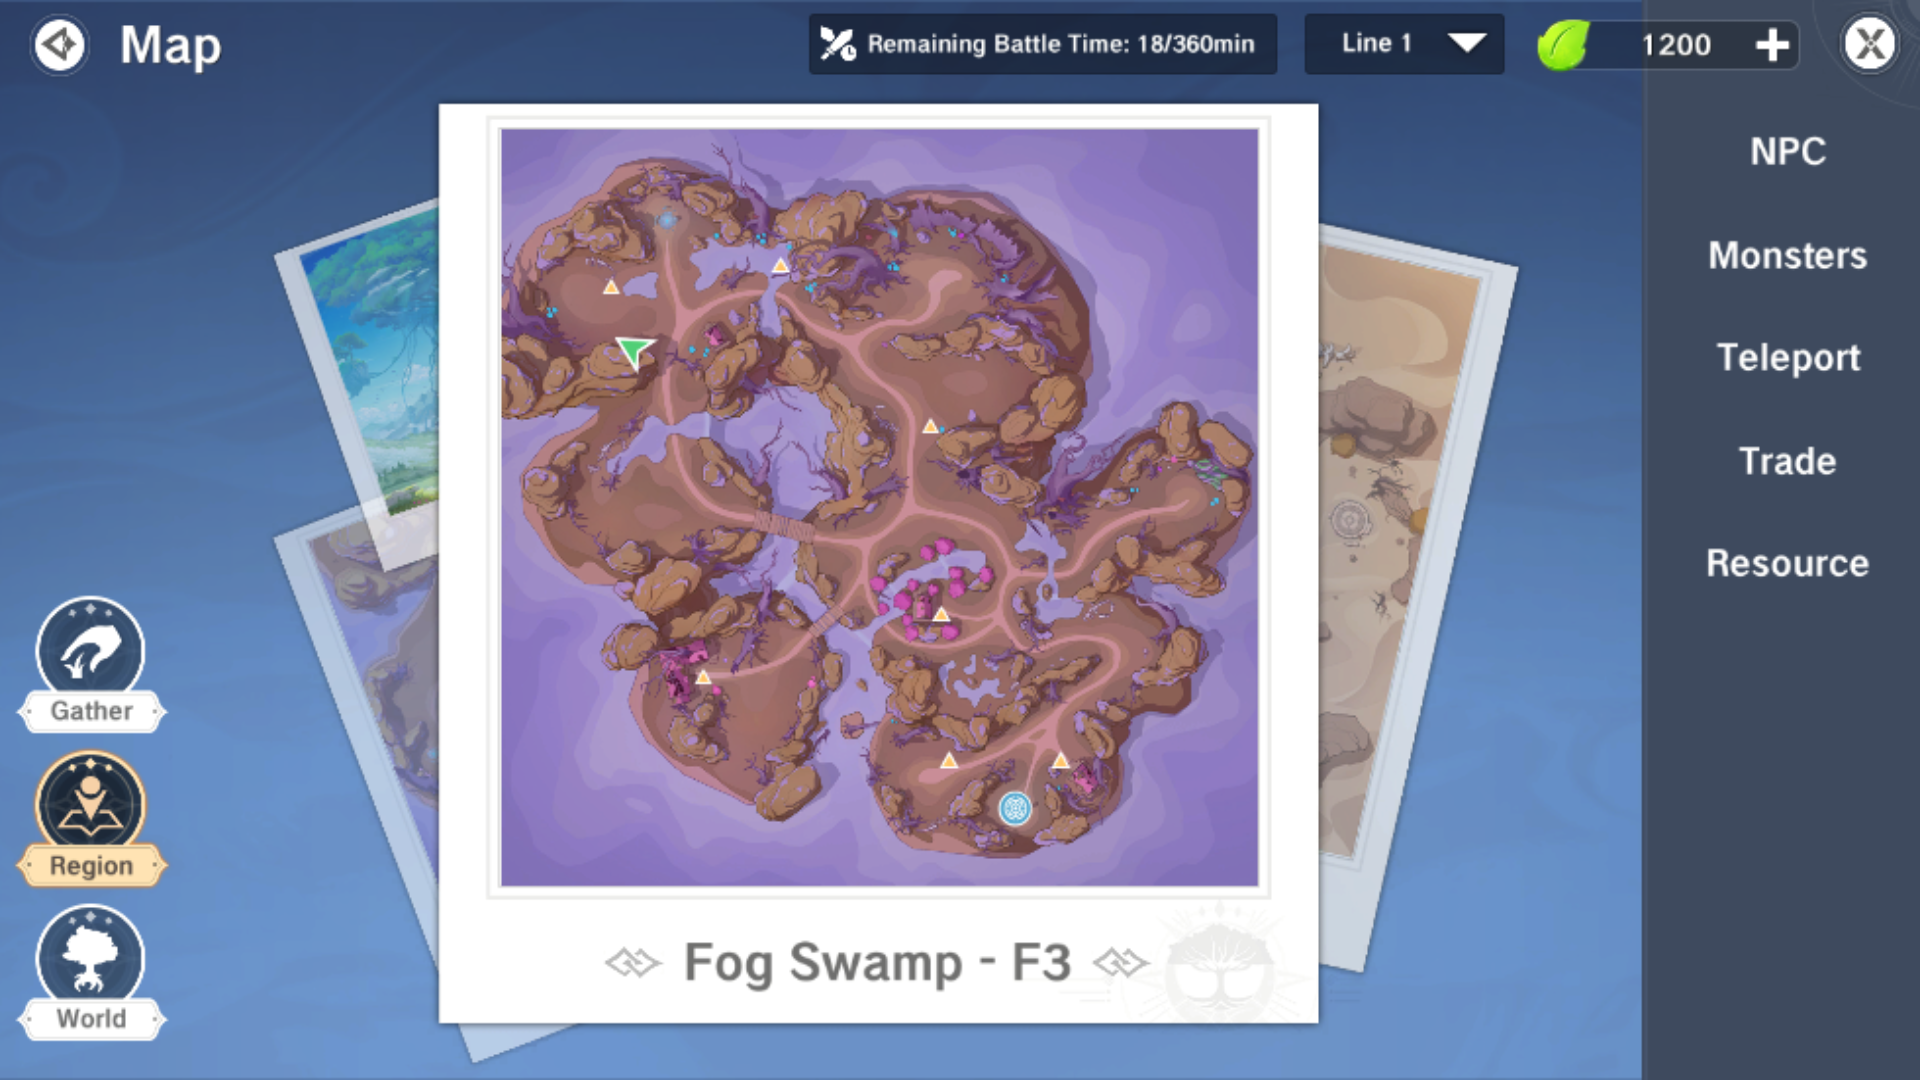 Map
Remaining Battle Time: 18/360min
Line 1
1200
NPC
Monsters
Teleport
Trade
Resource
Gather
Region
World
Fog Swamp - F3